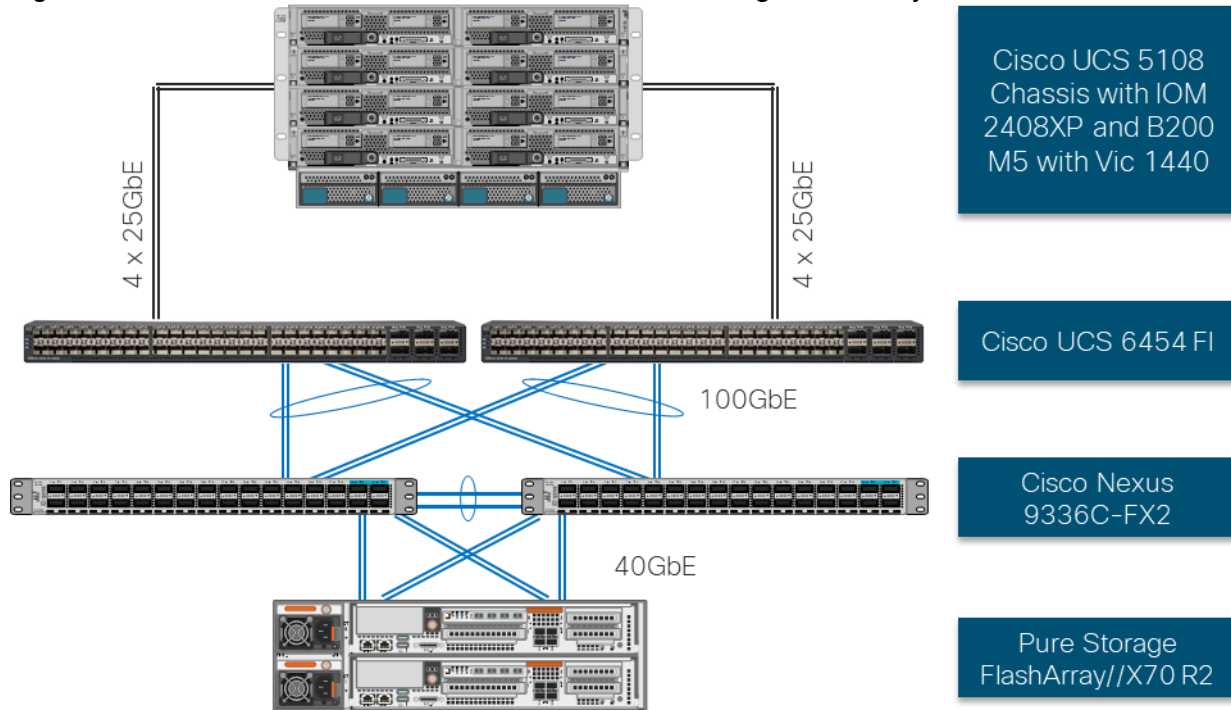 Cisco UCS 5108
Chassis with IOM
2408XP and B200
M5 with Vic 1440
4 x 25GbE
4 x 25GbE
Cisco UCS 6454 FI
100GbE
Cisco Nexus
9336C-FX2
40GbE
Pure Storage
FlashArray//X70 R2